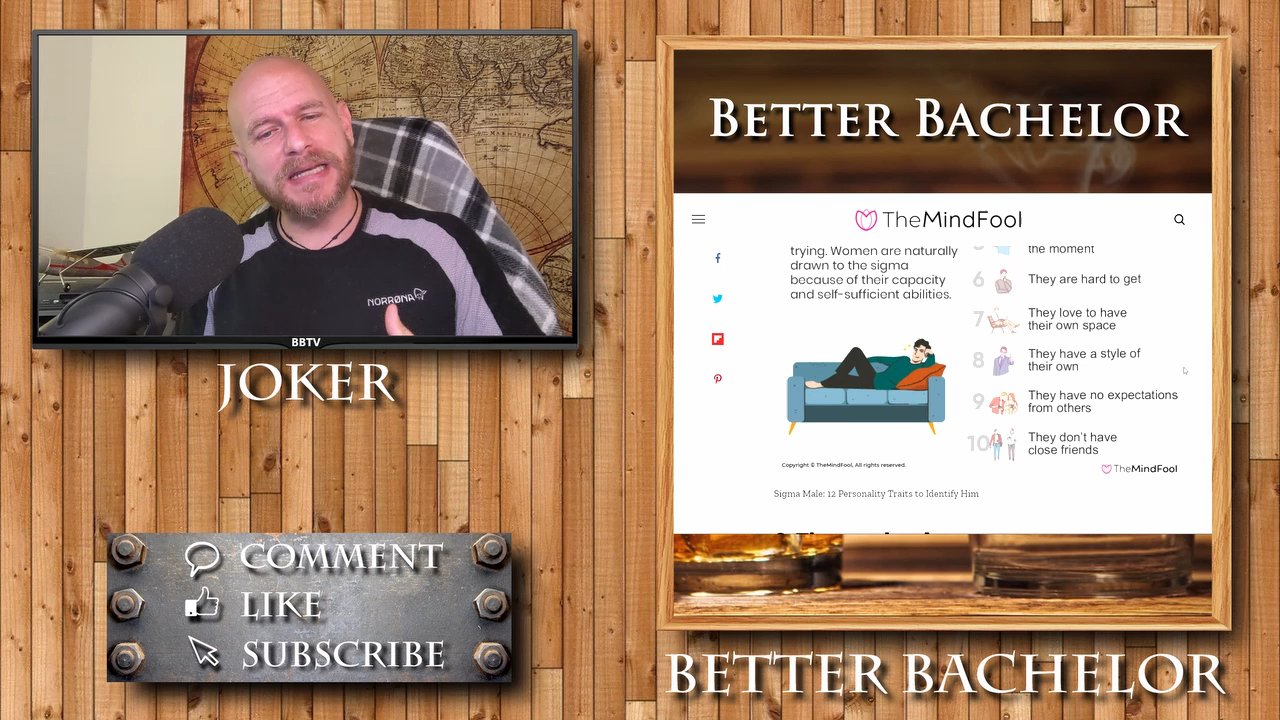 NORRØNA
BBTV
JOKER
COMMENT
LIKE
SUBSCRIBE
BETTER BACHELOR
TheMindFool
trying. Women are naturally
drawn to the sigma
because of their capacity
and self-sufficient abilities.
the moment
6 They are hard to get
7 They love to have
their own space
8 They have a style of
their own
9 They have no expectations
from others
10 They don't have
close friends
Copyright © TheMindFool, All rights reserved.
TheMindFool
Sigma Male: 12 Personality Traits to Identify Him
BETTER BACHELOR